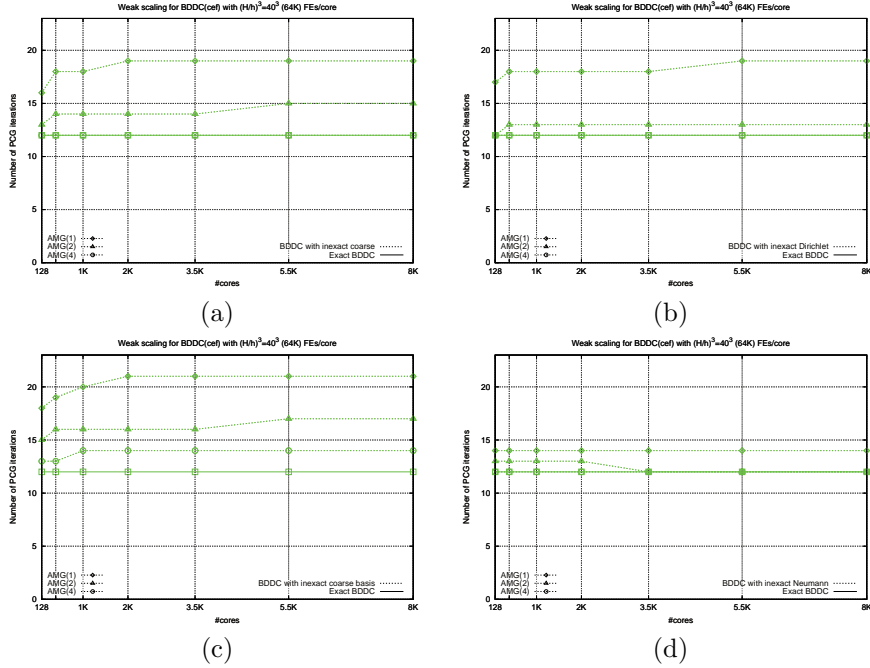 Weak scaling for BDDC(cef) with (H/h)³=40³ (64K) FEs/core
Number of PCG iterations
20
15
10
5
0
AMG(1)
AMG(2)
AMG(4)
BDDC with inexact coarse
Exact BDDC
128 1K 2K 3.5K 5.5K 8K
#cores
(a)
Weak scaling for BDDC(cef) with (H/h)³=40³ (64K) FEs/core
Number of PCG iterations
20
15
10
5
0
AMG(1)
AMG(2)
AMG(4)
BDDC with inexact Dirichlet
Exact BDDC
128 1K 2K 3.5K 5.5K 8K
#cores
(b)
Weak scaling for BDDC(cef) with (H/h)³=40³ (64K) FEs/core
Number of PCG iterations
20
15
10
5
0
AMG(1)
AMG(2)
AMG(4)
BDDC with inexact coarse basis
Exact BDDC
128 1K 2K 3.5K 5.5K 8K
#cores
(c)
Weak scaling for BDDC(cef) with (H/h)³=40³ (64K) FEs/core
Number of PCG iterations
20
15
10
5
0
AMG(1)
AMG(2)
AMG(4)
BDDC with inexact Neumann
Exact BDDC
128 1K 2K 3.5K 5.5K 8K
#cores
(d)